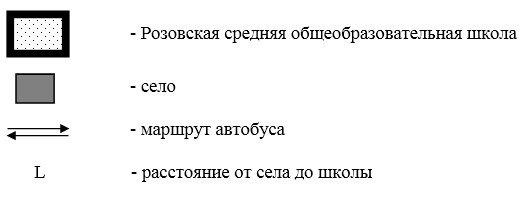 - Розовская средняя общеобразовательная школа
- село
- маршрут автобуса
L - расстояние от села до школы